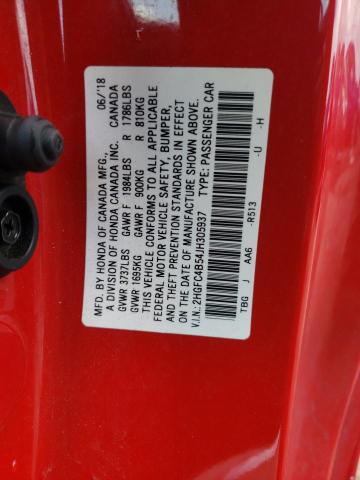 MFD. BY HONDA OF CANADA MFG., 06/'18
A DIVISION OF HONDA CANADA INC. CANADA
GVWR 3737LBS GAWR F 1984LBS R 1786LBS
GVWR 1695KG GAWR F 900KG R 810KG
THIS VEHICLE CONFORMS TO ALL APPLICABLE
FEDERAL MOTOR VEHICLE SAFETY, BUMPER,
AND THEFT PREVENTION STANDARDS IN EFFECT
ON THE DATE OF MANUFACTURE SHOWN ABOVE.
V.I.N.:2HGFC4B54JH305937 TYPE: PASSENGER CAR
TBG J AA6 -R513 -U -H